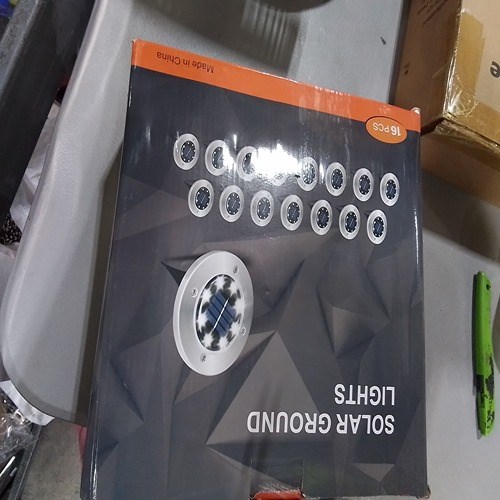 SOLAR GROUND
LIGHTS
16 PCS
Made in China